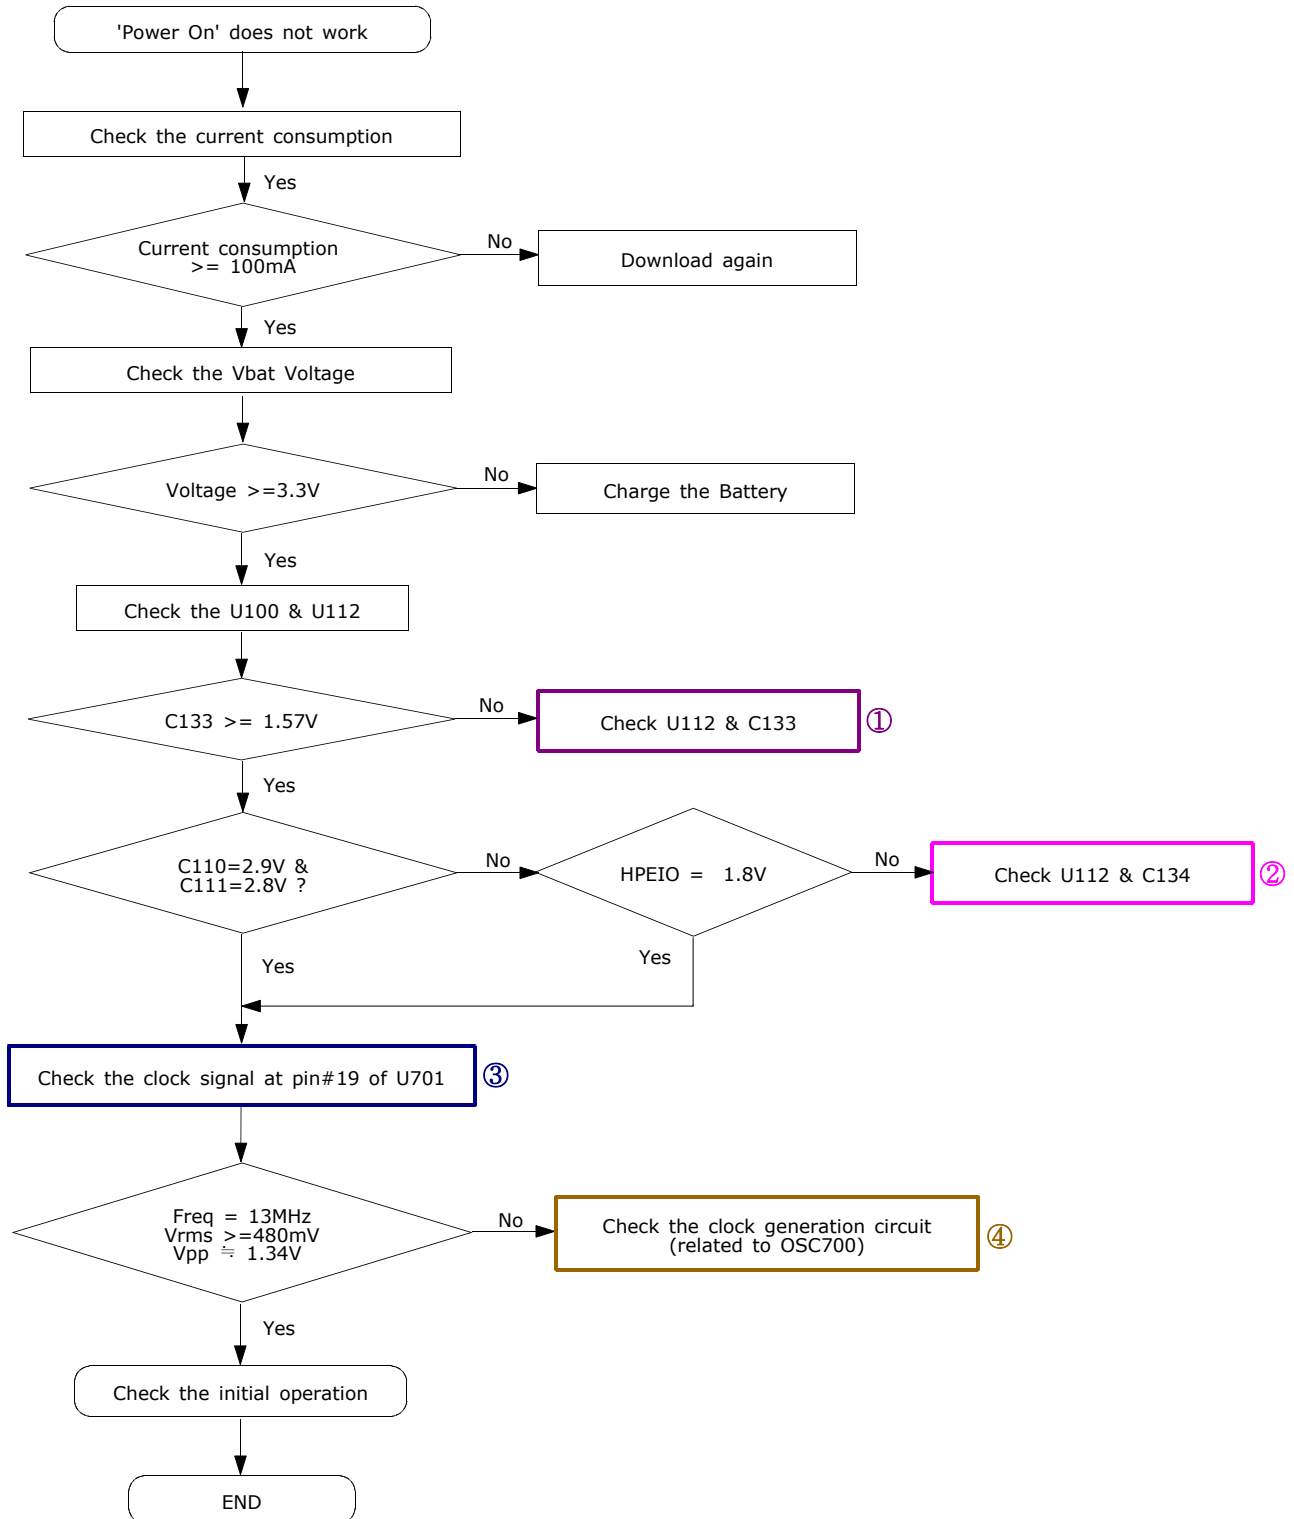 'Power On' does not work
Check the current consumption
Yes
Current consumption
>= 100mA
No
Download again
Yes
Check the Vbat Voltage
Voltage >=3.3V
No
Charge the Battery
Yes
Check the U100 & U112
C133 >= 1.57V
No
Check U112 & C133
①
Yes
C110=2.9V &
C111=2.8V ?
No
HPEIO = 1.8V
No
Check U112 & C134
②
Yes
Yes
Check the clock signal at pin#19 of U701
③
Freq = 13MHz
Vrms >=480mV
Vpp ≒ 1.34V
No
Check the clock generation circuit
(related to OSC700)
④
Yes
Check the initial operation
END